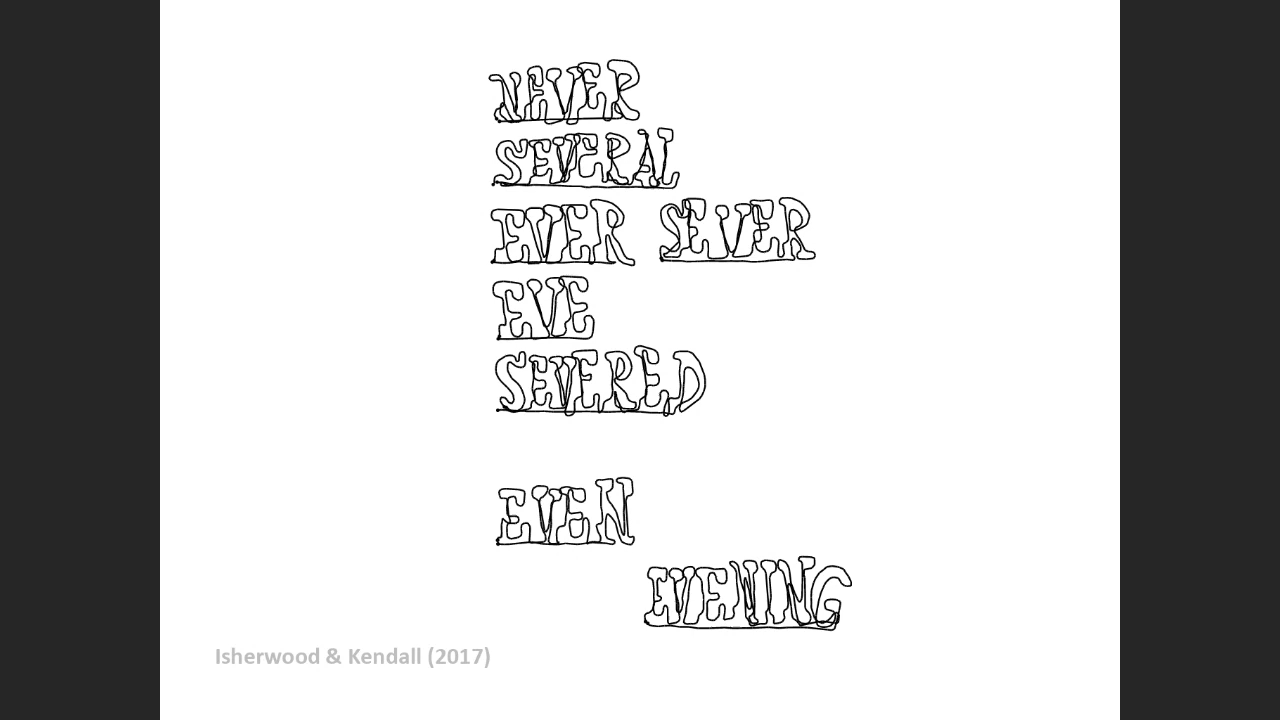 NEVER
SEVERAL
EVER SEVER
EVE
SEVERED
EVEN
EVENING
Isherwood & Kendall (2017)